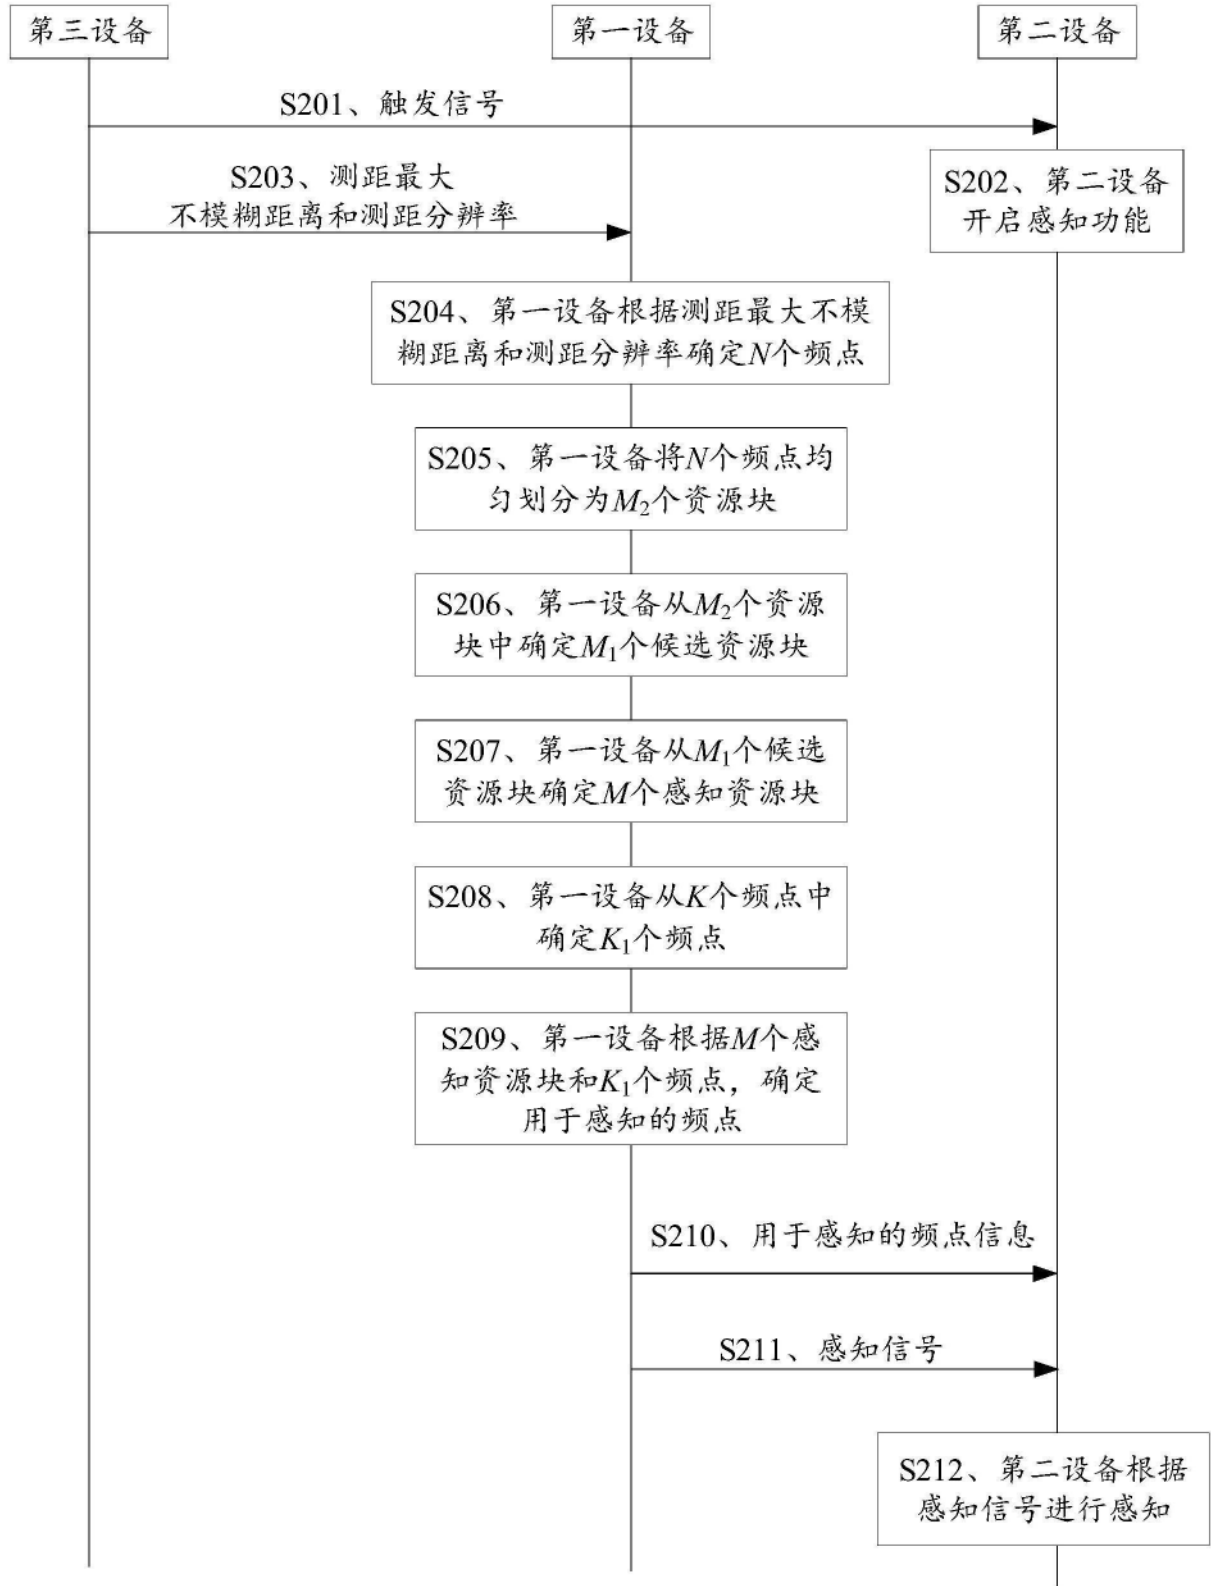 第三设备
第一设备
第二设备
S201、触发信号
S203、测距最大
不模糊距离和测距分辨率
S202、第二设备
开启感知功能
S204、第一设备根据测距最大不模
糊距离和测距分辨率确定N个频点
S205、第一设备将N个频点均
匀划分为M₂个资源块
S206、第一设备从M₂个资源
块中确定M₁个候选资源块
S207、第一设备从M₁个候选
资源块确定M个感知资源块
S208、第一设备从K个频点中
确定K₁个频点
S209、第一设备根据M个感
知资源块和K₁个频点，确定
用于感知的频点
S210、用于感知的频点信息
S211、感知信号
S212、第二设备根据
感知信号进行感知